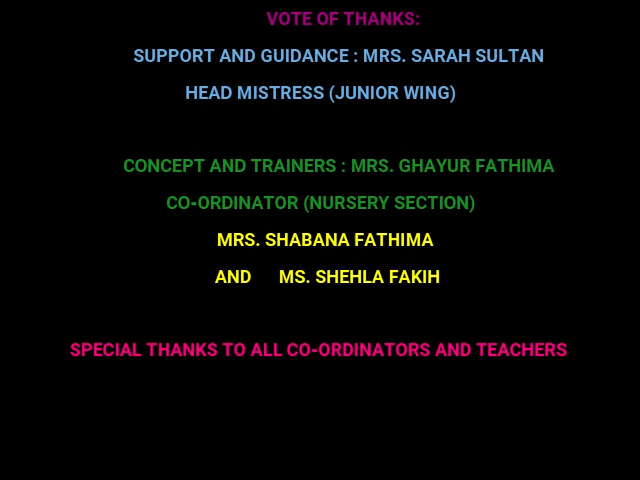 VOTE OF THANKS:
SUPPORT AND GUIDANCE : MRS. SARAH SULTAN
HEAD MISTRESS (JUNIOR WING)
CONCEPT AND TRAINERS : MRS. GHAYUR FATHIMA
CO-ORDINATOR (NURSERY SECTION)
MRS. SHABANA FATHIMA
AND MS. SHEHLA FAKIH
SPECIAL THANKS TO ALL CO-ORDINATORS AND TEACHERS